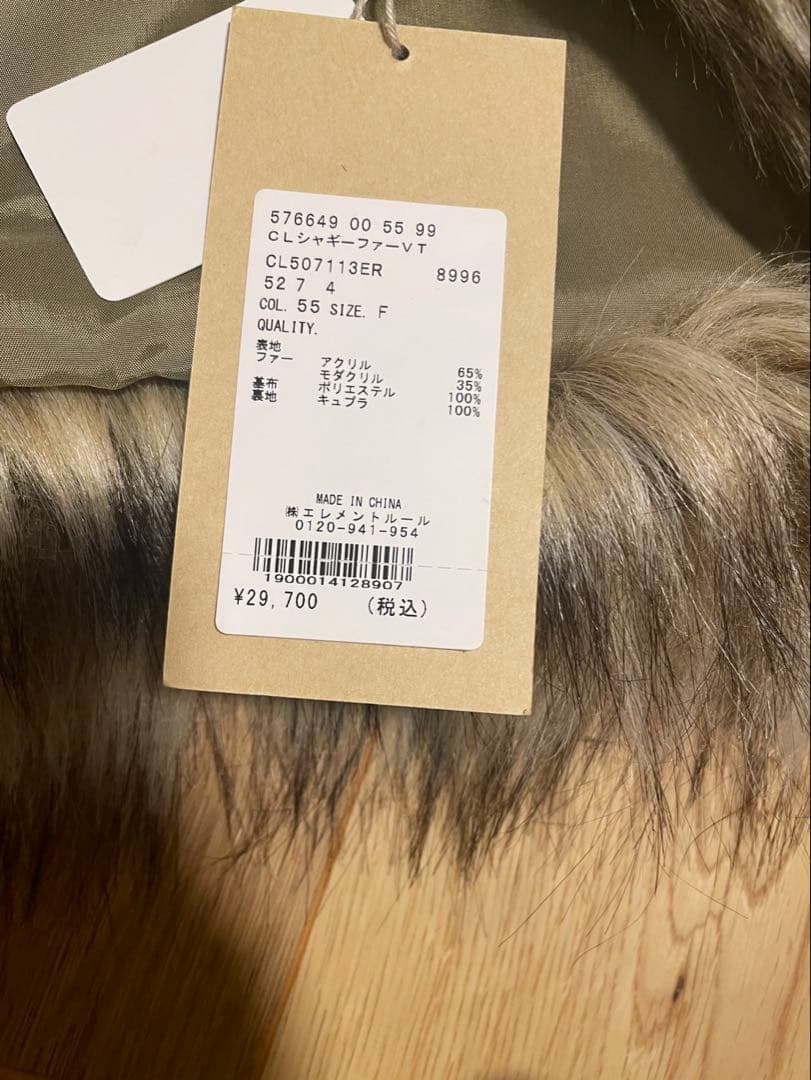 576649 00 55 99
CLシャギーファーVT
CL507113ER 8996
52 7 4
COL. 55 SIZE. F
QUALITY.
表地
ファー アクリル 65%
モダクリル 35%
基布 ポリエステル 100%
裏地 キュプラ 100%
MADE IN CHINA
㈱エレメントルール
0120-941-954
1900014128907
¥29,700 (税込)